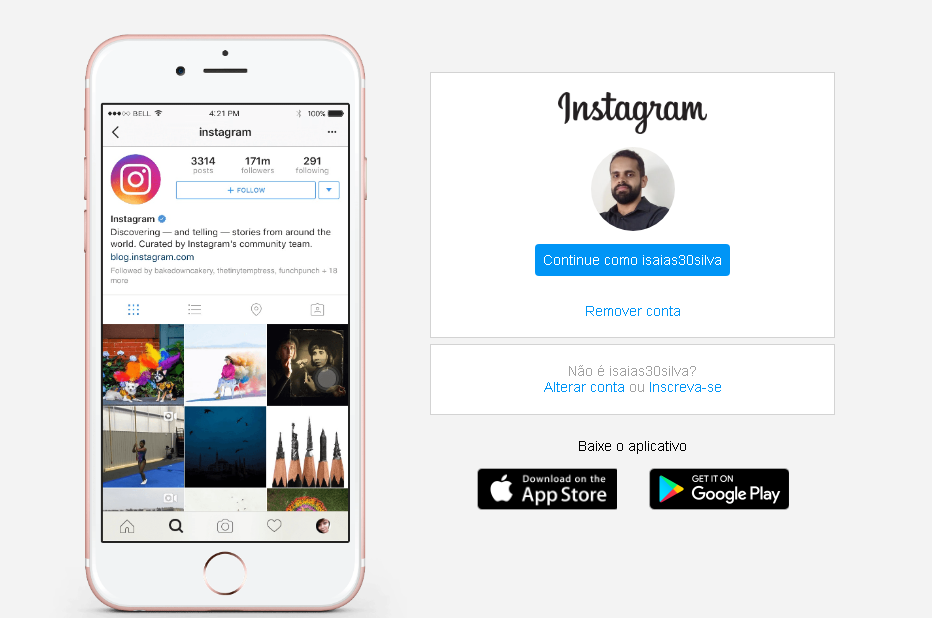 BELL
4:21 PM
100%
instagram
3314
171m
291
posts
followers
following
+ FOLLOW
Instagram
Discovering — and telling — stories from around the
world. Curated by Instagram's community team.
blog.instagram.com
Followed by bakedowncakery, thetinytemptress, funchpunch + 18
more
Instagram
Continue como isaias30silva
Remover conta
Não é isaias30silva?
Alterar conta ou Inscreva-se
Baixe o aplicativo
Download on the
App Store
GET IT ON
Google Play